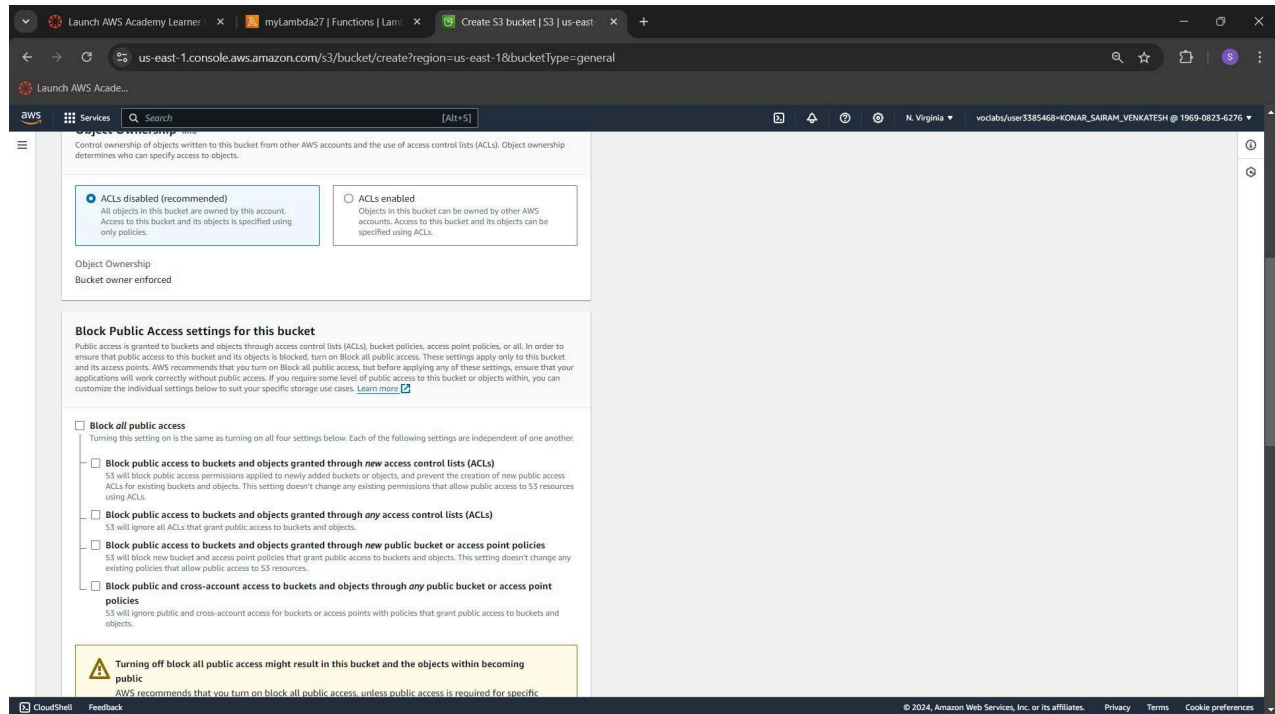 Launch AWS Academy Learner
myLambda27 | Functions | Lam
Create S3 bucket | S3 | us-east-
us-east-1.console.aws.amazon.com/s3/bucket/create?region=us-east-1&bucketType=general
S
Launch AWS Acade...
aws
Services
Search
[Alt+S]
N. Virginia
voclabs/user3385468=KONAR_SAIRAM_VENKATESH @ 1969-0823-6276
Object Ownership Info
Control ownership of objects written to this bucket from other AWS accounts and the use of access control lists (ACLs). Object ownership
determines who can specify access to objects.
ACLs disabled (recommended)
All objects in this bucket are owned by this account.
Access to this bucket and its objects is specified using
only policies.
ACLs enabled
Objects in this bucket can be owned by other AWS
accounts. Access to this bucket and its objects can be
specified using ACLs.
Object Ownership
Bucket owner enforced
Block Public Access settings for this bucket
Public access is granted to buckets and objects through access control lists (ACLs), bucket policies, access point policies, or all. In order to
ensure that public access to this bucket and its objects is blocked, turn on Block all public access. These settings apply only to this bucket
and its access points. AWS recommends that you turn on Block all public access, but before applying any of these settings, ensure that your
applications will work correctly without public access. If you require some level of public access to this bucket or objects within, you can
customize the individual settings below to suit your specific storage use cases. Learn more
Block all public access
Turning this setting on is the same as turning on all four settings below. Each of the following settings are independent of one another.
Block public access to buckets and objects granted through new access control lists (ACLs)
S3 will block public access permissions applied to newly added buckets or objects, and prevent the creation of new public access
ACLs for existing buckets and objects. This setting doesn't change any existing permissions that allow public access to S3 resources
using ACLs.
Block public access to buckets and objects granted through any access control lists (ACLs)
S3 will ignore all ACLs that grant public access to buckets and objects.
Block public access to buckets and objects granted through new public bucket or access point policies
S3 will block new bucket and access point policies that grant public access to buckets and objects. This setting doesn't change any
existing policies that allow public access to S3 resources.
Block public and cross-account access to buckets and objects through any public bucket or access point
policies
S3 will ignore public and cross-account access for buckets or access points with policies that grant public access to buckets and
objects.
Turning off block all public access might result in this bucket and the objects within becoming
public
AWS recommends that you turn on block all public access, unless public access is required for specific
CloudShell
Feedback
© 2024, Amazon Web Services, Inc. or its affiliates.
Privacy
Terms
Cookie preferences